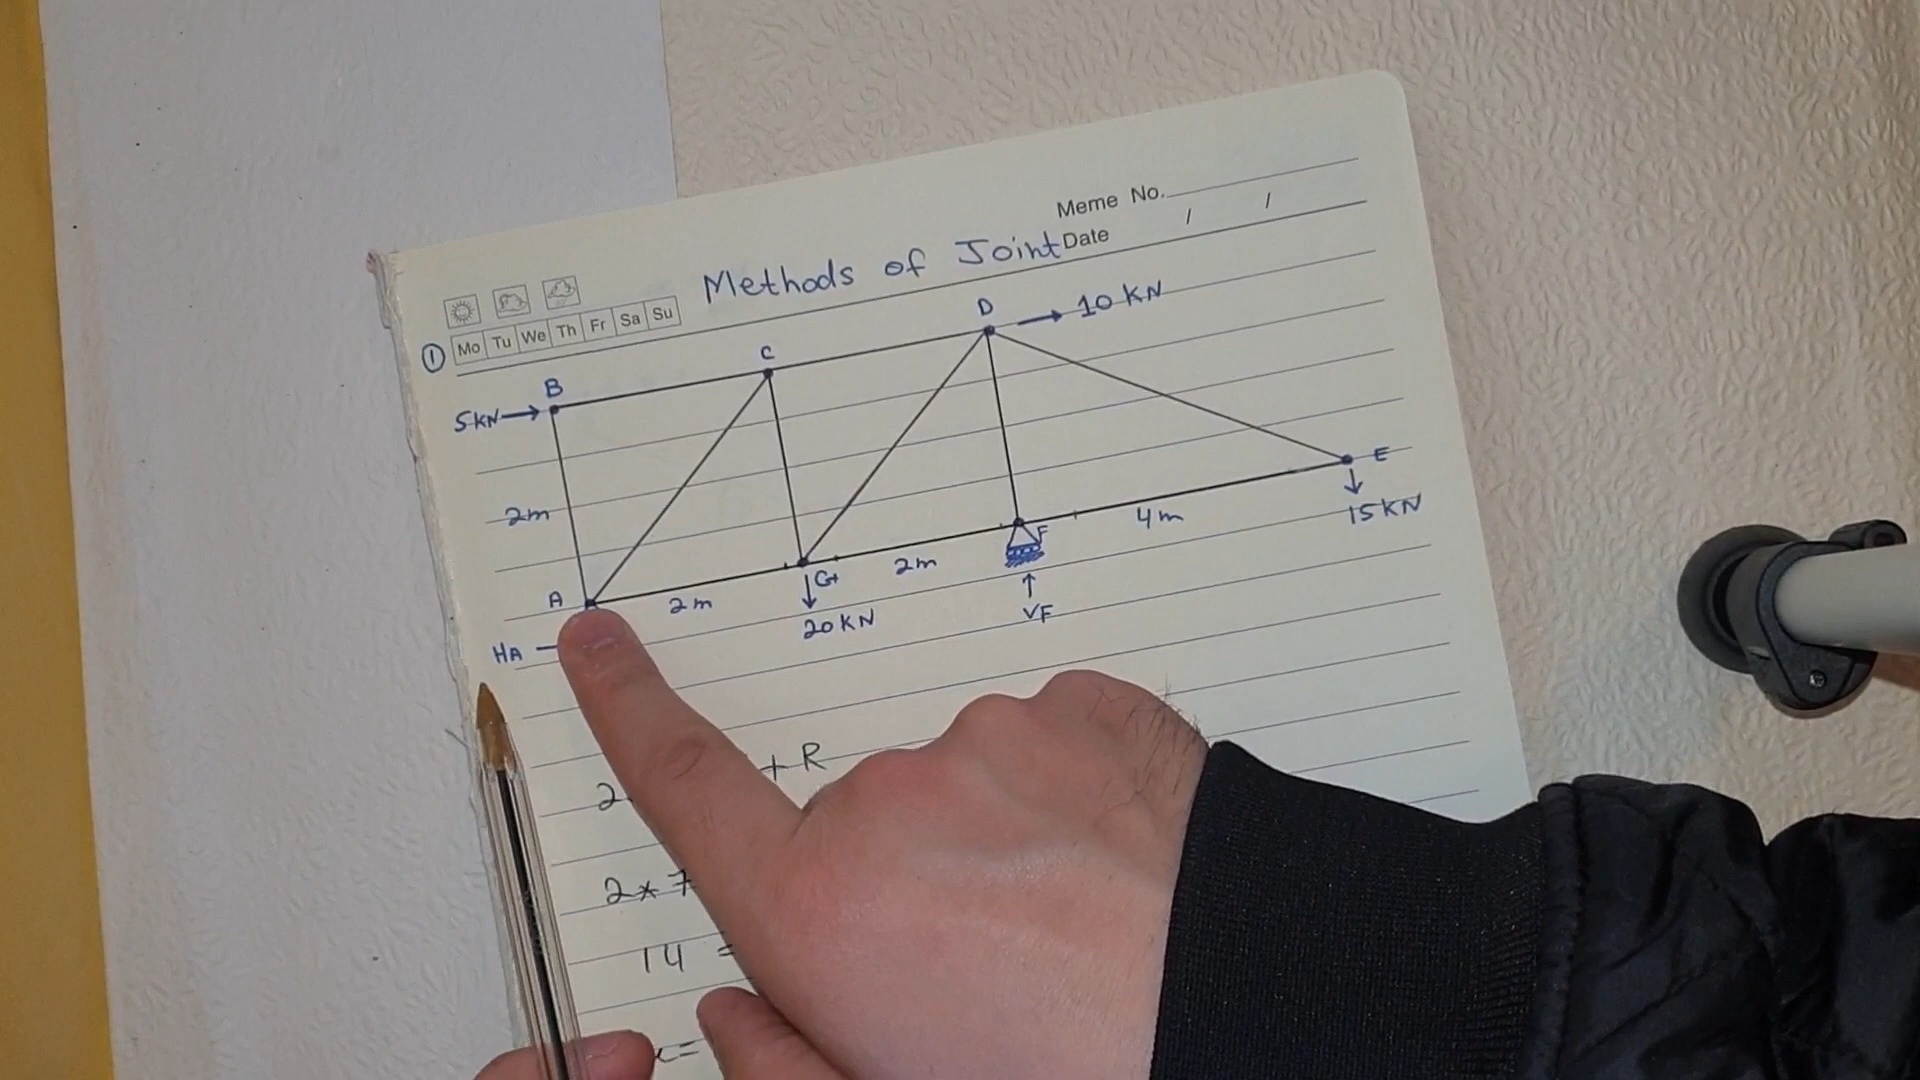 Meme No.
Date / /
Methods of Joint
Mo Tu We Th Fr Sa Su
①
D
10 KN
C
B
5KN
E
2m
4m
15KN
F
2m
G
A
2m
20KN
VF
HA
+ R
2
2 × 7
14 =